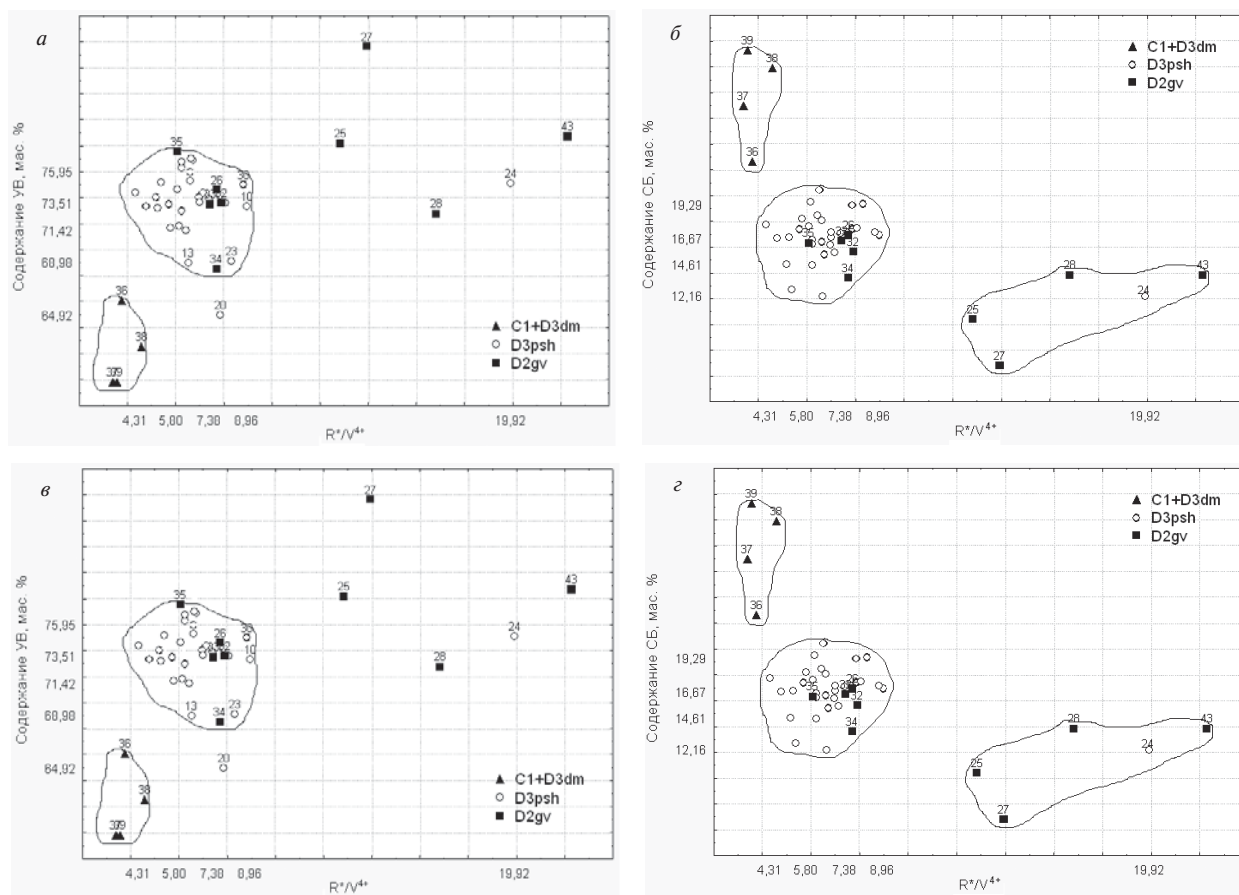 а
Содержание УВ, мас. %
75,95
73,51
71,42
68,98
64,92
27
25
43
24
28
35
26
10
13
34
23
20
36
38
C1+D3dm
D3psh
D2gv
4,31 5,80 7,38 8,96 19,92
R*/V⁴⁺
б
Содержание СБ, мас. %
19,29
16,67
14,61
12,16
39
38
37
36
35
26
32
34
28
43
24
25
27
C1+D3dm
D3psh
D2gv
4,31 5,80 7,38 8,96 19,92
R*/V⁴⁺
в
Содержание УВ, мас. %
75,95
73,51
71,42
68,98
64,92
27
25
43
24
28
35
26
10
13
34
23
20
36
38
C1+D3dm
D3psh
D2gv
4,31 5,80 7,38 8,96 19,92
R*/V⁴⁺
г
Содержание СБ, мас. %
19,29
16,67
14,61
12,16
39
38
37
36
35
26
32
34
28
43
24
25
27
C1+D3dm
D3psh
D2gv
4,31 5,80 7,38 8,96 19,92
R*/V⁴⁺